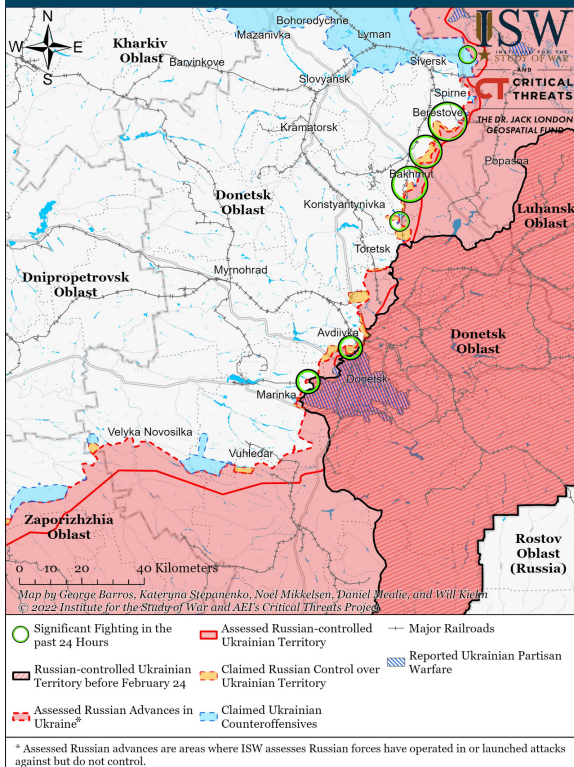 N
W E
S
ISW
INSTITUTE FOR THE
STUDY OF WAR
AND
CT CRITICAL
THREATS
THE DR. JACK LONDON
GEOSPATIAL FUND
Bohorodychne
Mazanivka
Lyman
Kharkiv
Oblast
Barvinkove
Siversk
Slovyansk
Spirne
Berestove
Kramatorsk
Popasna
Bakhmut
Donetsk
Oblast
Konstyantynivka
Luhansk
Oblast
Toretsk
Myrnohrad
Dnipropetrovsk
Oblast
Avdiivka
Donetsk
Oblast
Donetsk
Marinka
Velyka Novosilka
Vuhledar
Zaporizhzhia
Oblast
Rostov
Oblast
(Russia)
0 10 20 40 Kilometers
Map by George Barros, Kateryna Stepanenko, Noel Mikkelsen, Daniel Mealie, and Will Kielm
© 2022 Institute for the Study of War and AEI's Critical Threats Project
Significant Fighting in the
past 24 Hours
Russian-controlled Ukrainian
Territory before February 24
Assessed Russian Advances in
Ukraine*
Assessed Russian-controlled
Ukrainian Territory
Claimed Russian Control over
Ukrainian Territory
Claimed Ukrainian
Counteroffensives
Major Railroads
Reported Ukrainian Partisan
Warfare
* Assessed Russian advances are areas where ISW assesses Russian forces have operated in or launched attacks
against but do not control.